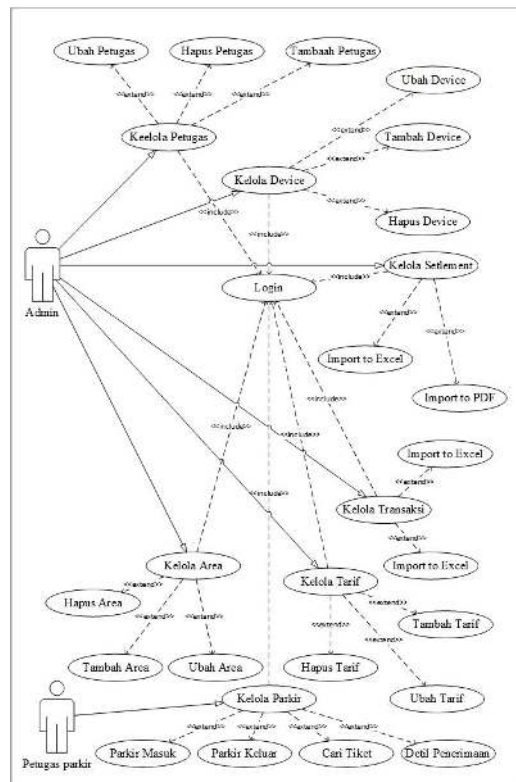 Ubah Petugas
Hapus Petugas
Tambaah Petugas
<<extend>>
<<extend>>
<<extend>>
Ubah Device
Keelola Petugas
<<extend>>
Tambah Device
<<extend>>
Kelola Device
<<extend>>
<<include>>
Hapus Device
<<include>>
Kelola Setlement
<<include>>
Login
Admin
<<extend>>
<<extend>>
Import to Excel
Import to PDF
<<include>>
<<include>>
<<include>>
Import to Excel
<<extend>>
<<include>>
Kelola Transaksi
<<extend>>
Kelola Area
Import to Excel
Kelola Tarif
<<extend>>
Hapus Area
<<extend>>
<<extend>>
<<extend>>
<<extend>>
Tambah Tarif
<<extend>>
Tambah Area
Ubah Area
Hapus Tarif
Ubah Tarif
Kelola Parkir
<<extend>>
<<extend>>
<<extend>>
<<extend>>
Petugas parkir
Parkir Masuk
Parkir Keluar
Cari Tiket
Detil Penerimaan